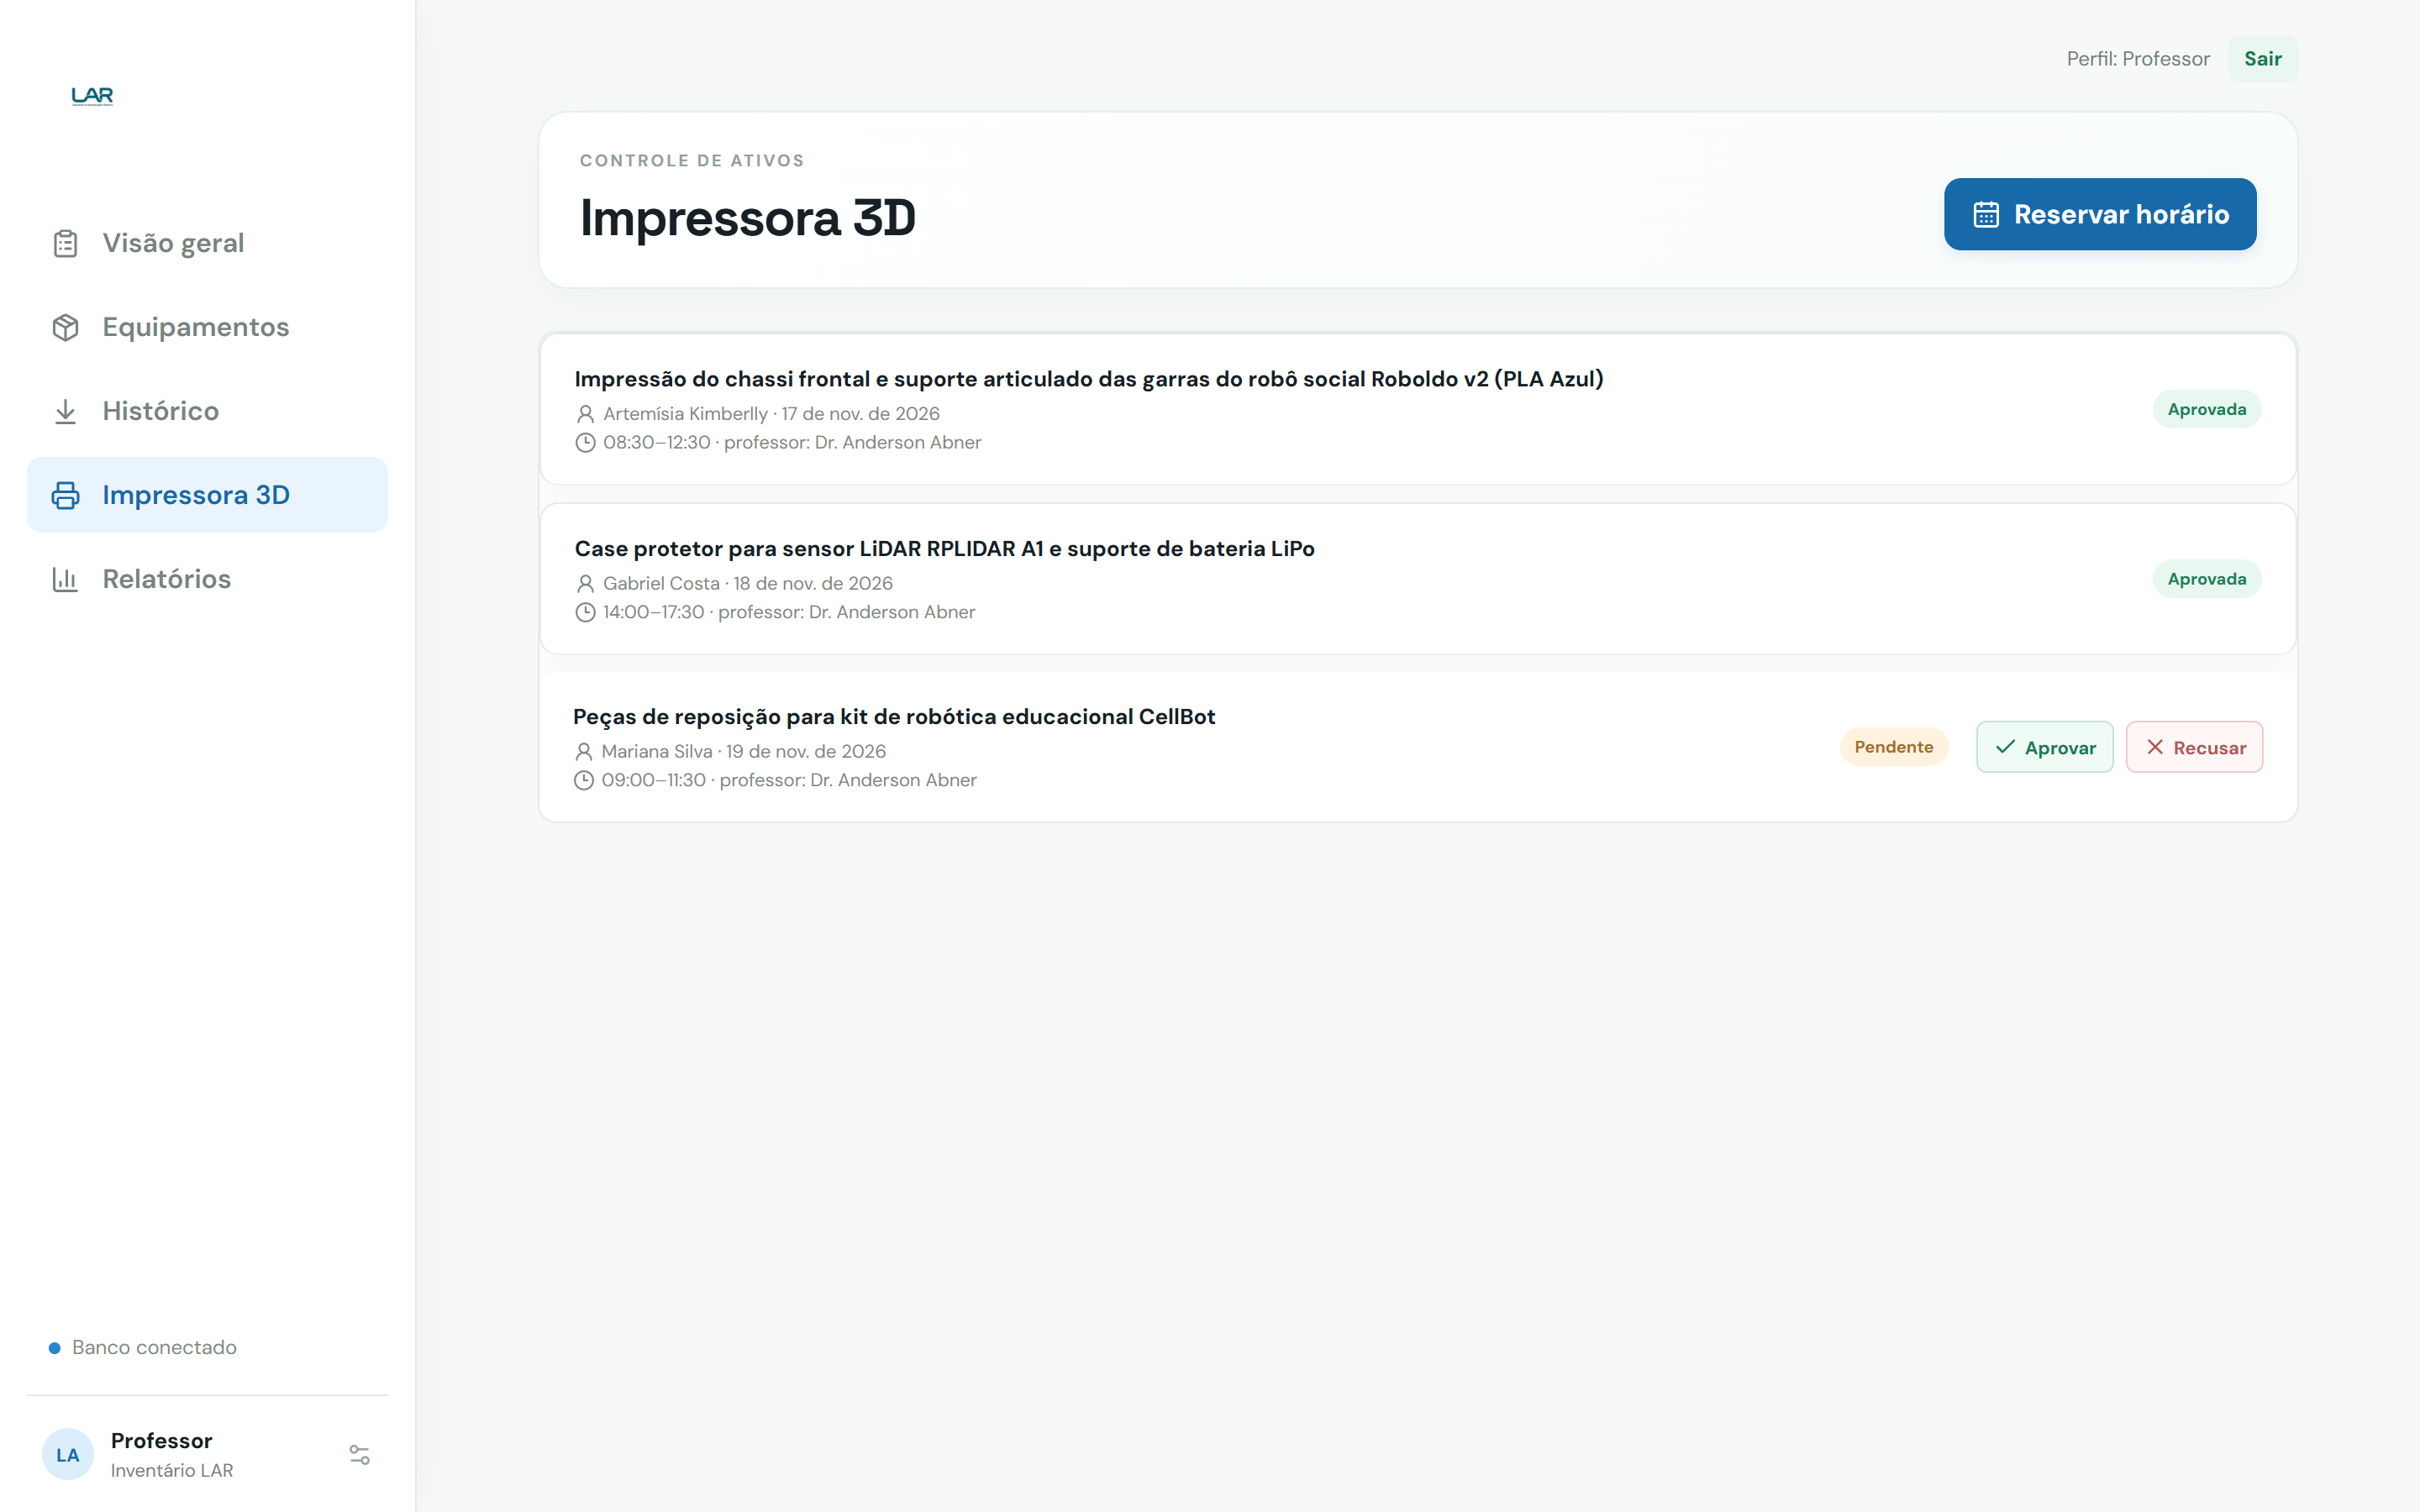 LAR
Visão geral
Equipamentos
Histórico
Impressora 3D
Relatórios
Banco conectado
LA
Professor
Inventário LAR
Perfil: Professor
Sair
CONTROLE DE ATIVOS
Impressora 3D
Reservar horário
Impressão do chassi frontal e suporte articulado das garras do robô social Roboldo v2 (PLA Azul)
Artemísia Kimberlly · 17 de nov. de 2026
08:30–12:30 · professor: Dr. Anderson Abner
Aprovada
Case protetor para sensor LiDAR RPLIDAR A1 e suporte de bateria LiPo
Gabriel Costa · 18 de nov. de 2026
14:00–17:30 · professor: Dr. Anderson Abner
Aprovada
Peças de reposição para kit de robótica educacional CellBot
Mariana Silva · 19 de nov. de 2026
09:00–11:30 · professor: Dr. Anderson Abner
Pendente
Aprovar
Recusar